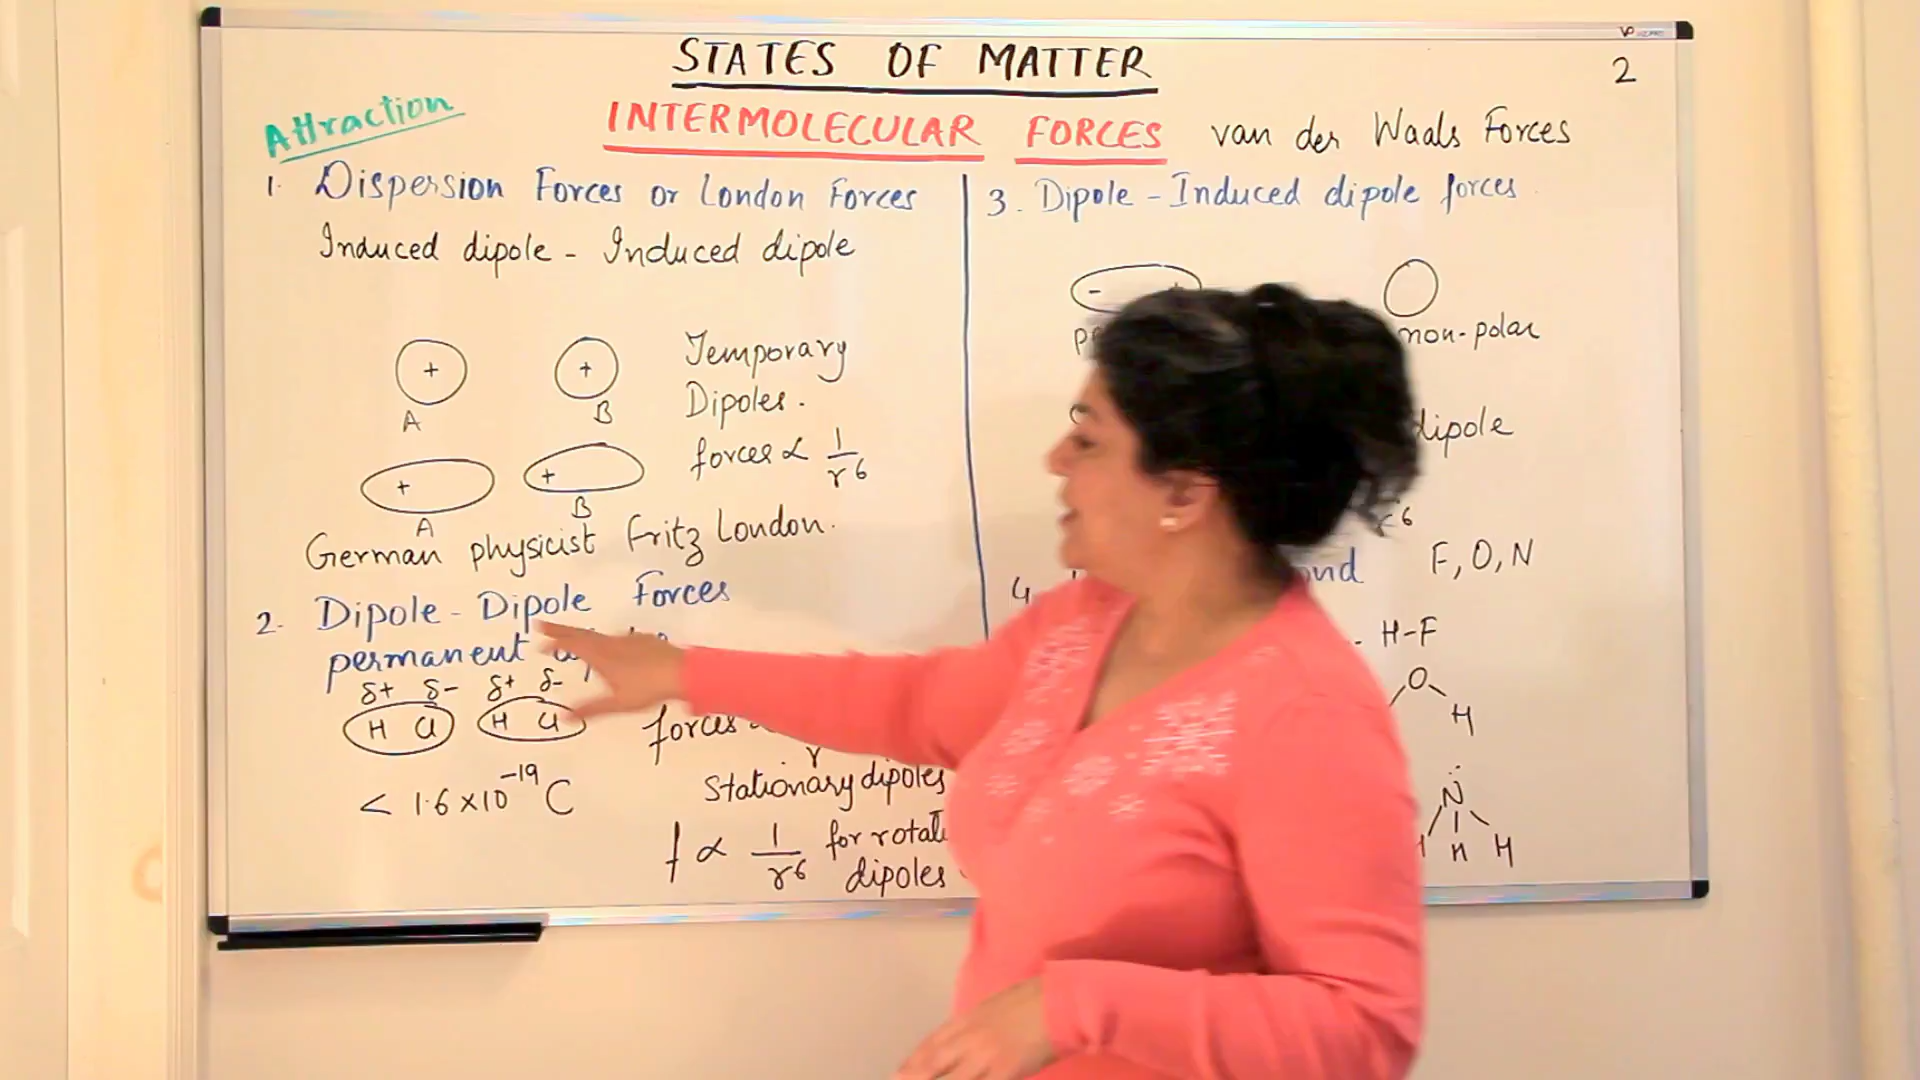 STATES OF MATTER
2
Attraction
INTERMOLECULAR FORCES van der Waals Forces
1. Dispersion Forces or London Forces
Induced dipole - Induced dipole
+ +
A B
Temporary
Dipoles.
forces ∝ 1/r6
+ +
A B
German physicist Fritz London.
2. Dipole - Dipole Forces
permanent
δ+ δ- δ+ δ-
H Cl H Cl
forces
r
< 1.6×10-19 C
Stationary dipoles
f ∝ 1/r6 for
dipoles
3. Dipole - Induced dipole forces
-
non-polar
dipole
6
4. F, O, N
H-F
O
H
N
H H